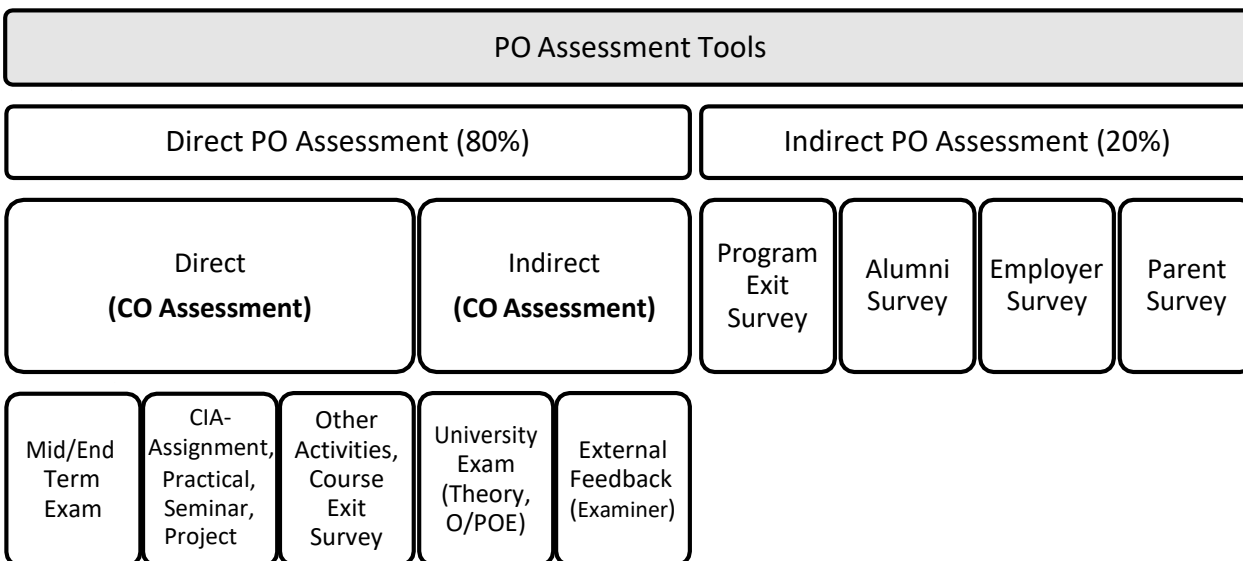 PO Assessment Tools
Direct PO Assessment (80%)
Indirect PO Assessment (20%)
Direct
(CO Assessment)
Indirect
(CO Assessment)
Program
Exit
Survey
Alumni
Survey
Employer
Survey
Parent
Survey
Mid/End
Term
Exam
CIA-
Assignment,
Practical,
Seminar,
Project
Other
Activities,
Course
Exit
Survey
University
Exam
(Theory,
O/POE)
External
Feedback
(Examiner)